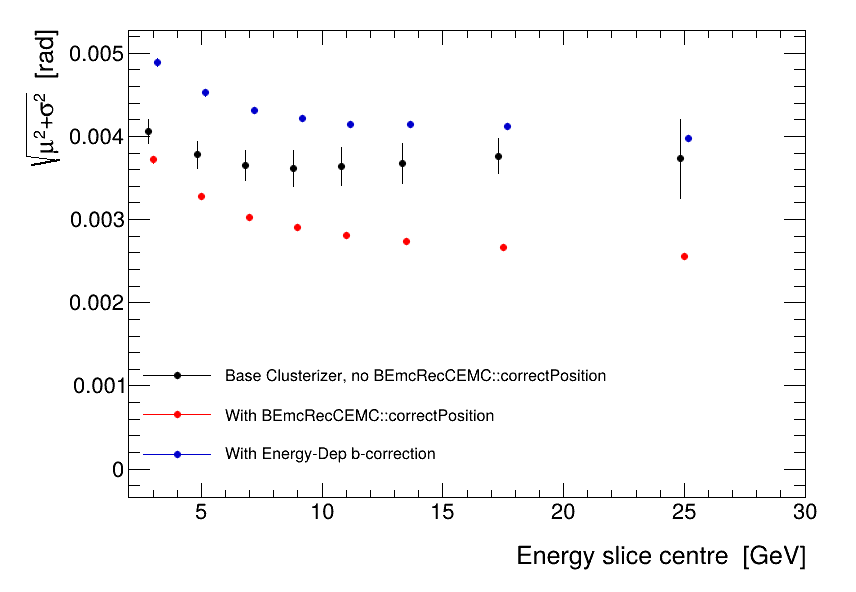 √μ²+σ² [rad]
0.005
0.004
0.003
0.002
0.001
0
Base Clusterizer, no BEmcRecCEMC::correctPosition
With BEmcRecCEMC::correctPosition
With Energy-Dep b-correction
5 10 15 20 25 30
Energy slice centre [GeV]